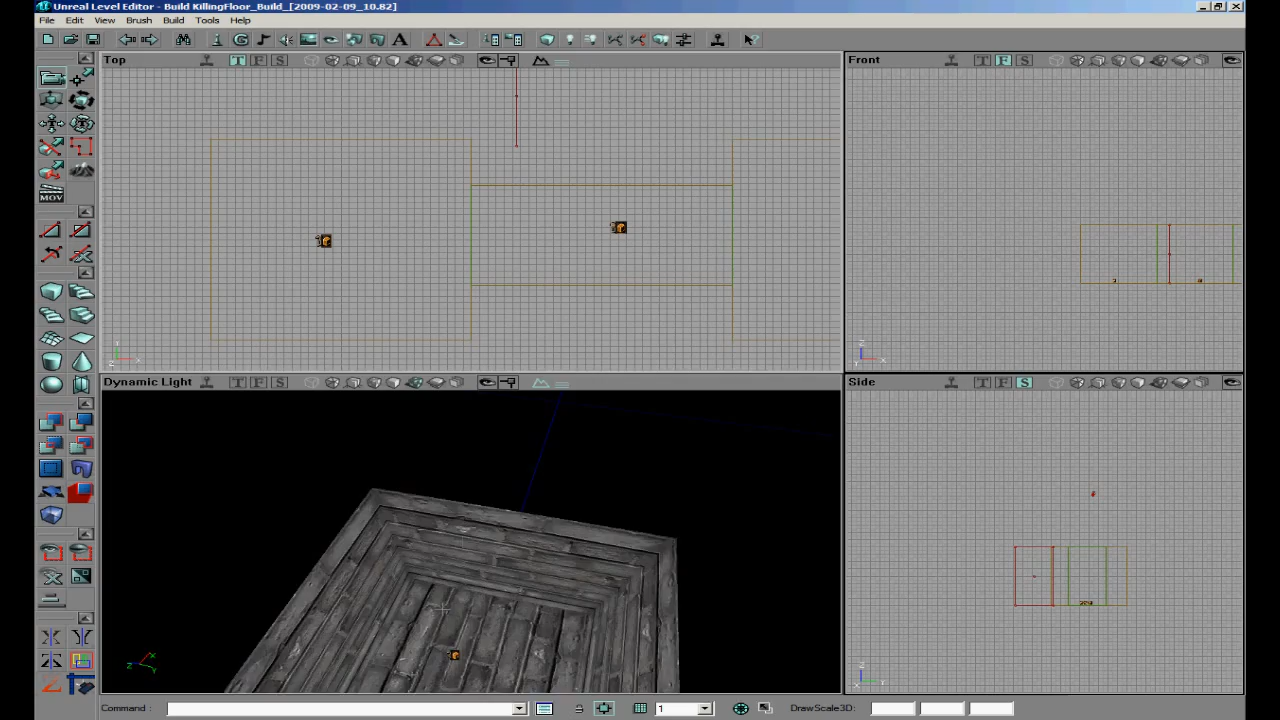 Unreal Level Editor - Build KillingFloor_Build_[2009-02-09_10.82]
File Edit View Brush Build Tools Help
Top T F S
Front T F S
MOV
Dynamic Light T F S
Side T F S
Command : 1 DrawScale3D: